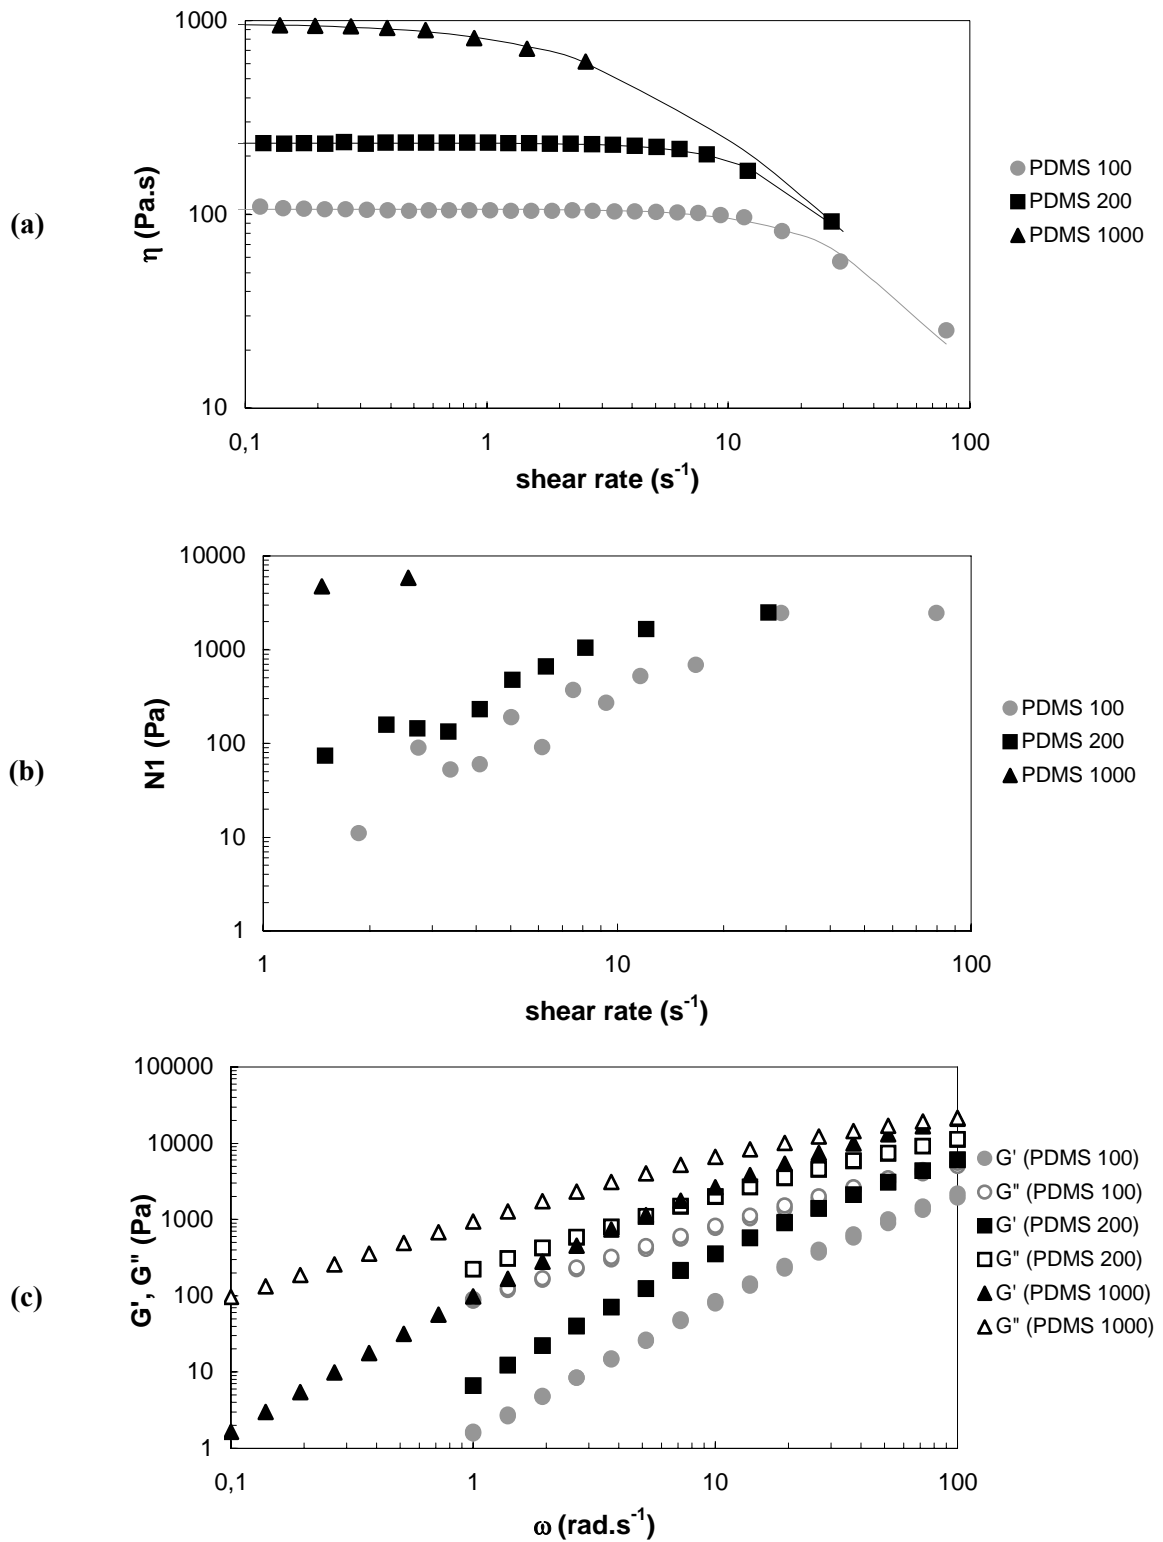 1000
100
10
η (Pa.s)
(a)
0,1 1 10 100
shear rate (s⁻¹)
PDMS 100
PDMS 200
PDMS 1000
10000
1000
100
10
1
N1 (Pa)
(b)
1 10 100
shear rate (s⁻¹)
PDMS 100
PDMS 200
PDMS 1000
100000
10000
1000
100
10
1
G', G" (Pa)
(c)
0,1 1 10 100
ω (rad.s⁻¹)
G' (PDMS 100)
G" (PDMS 100)
G' (PDMS 200)
G" (PDMS 200)
G' (PDMS 1000)
G" (PDMS 1000)